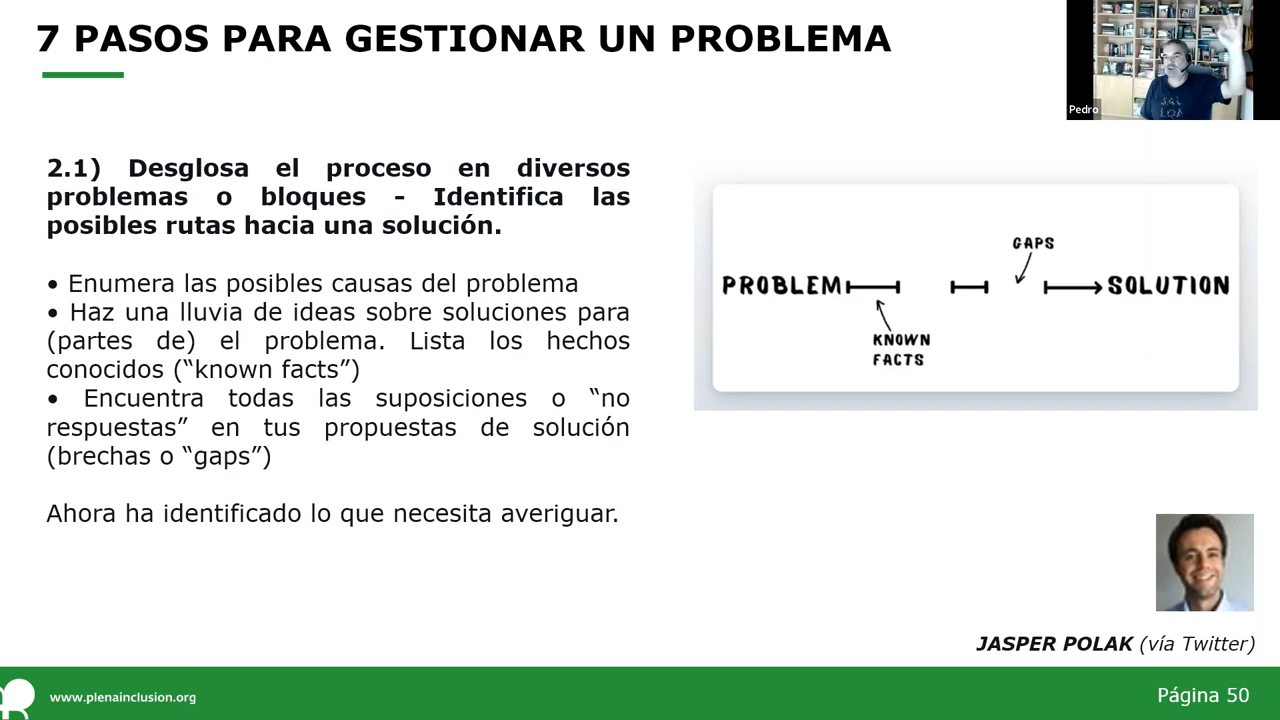 7 PASOS PARA GESTIONAR UN PROBLEMA
Pedro
2.1) Desglosa el proceso en diversos
problemas o bloques - Identifica las
posibles rutas hacia una solución.
• Enumera las posibles causas del problema
• Haz una lluvia de ideas sobre soluciones para
(partes de) el problema. Lista los hechos
conocidos (“known facts”)
• Encuentra todas las suposiciones o “no
respuestas” en tus propuestas de solución
(brechas o “gaps”)
Ahora ha identificado lo que necesita averiguar.
GAPS
PROBLEM
SOLUTION
KNOWN
FACTS
JASPER POLAK (vía Twitter)
www.plenainclusion.org
Página 50